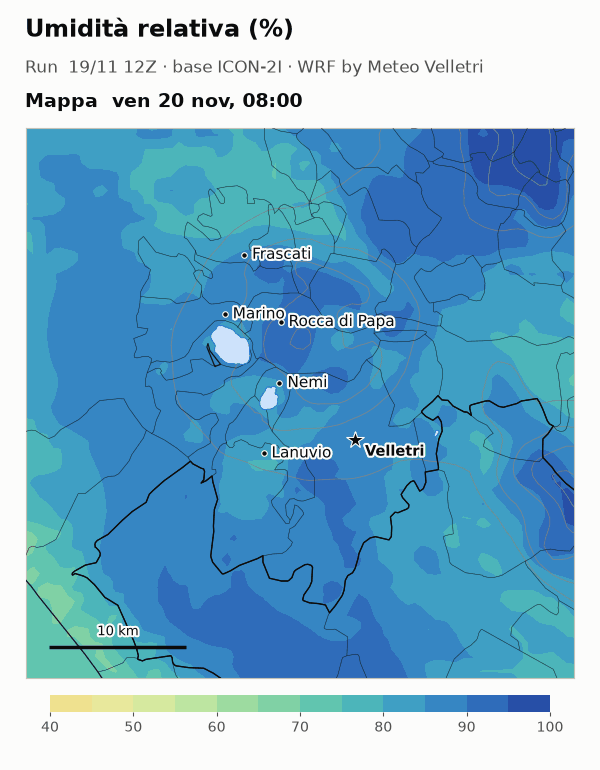 Umidità relativa (%)
Run  19/11 12Z · base ICON-2I · WRF by Meteo Velletri
Mappa  ven 20 nov, 08:00
Frascati
Marino
Rocca di Papa
Nemi
Velletri
Lanuvio
10 km
40 50 60 70 80 90 100